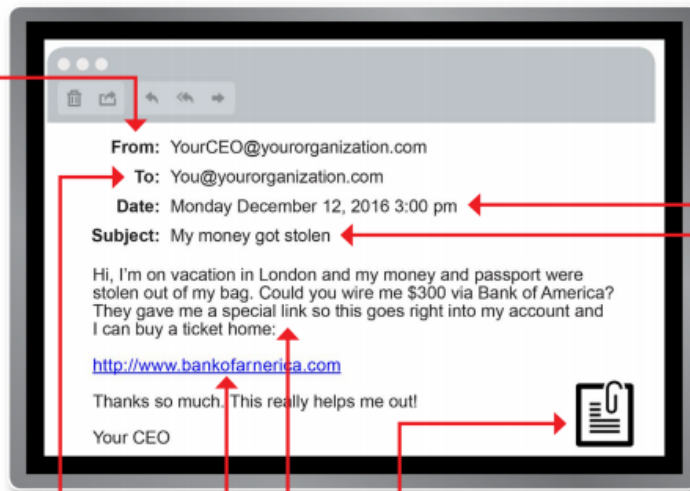 From: YourCEO@yourorganization.com
To: You@yourorganization.com
Date: Monday December 12, 2016 3:00 pm
Subject: My money got stolen
Hi, I'm on vacation in London and my money and passport were
stolen out of my bag. Could you wire me $300 via Bank of America?
They gave me a special link so this goes right into my account and
I can buy a ticket home:
http://www.bankofarnerica.com
Thanks so much. This really helps me out!
Your CEO